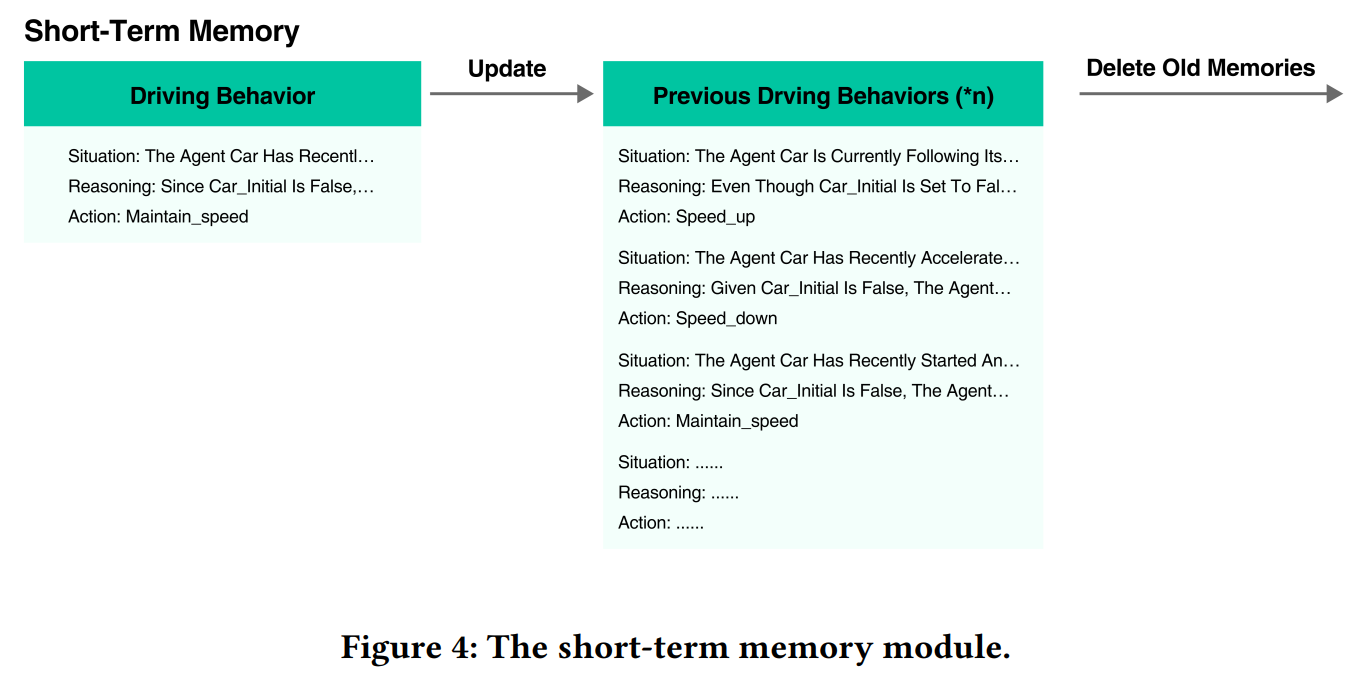 Short-Term Memory
Driving Behavior
Update
Previous Drving Behaviors (*n)
Delete Old Memories
Situation: The Agent Car Has Recentl…
Reasoning: Since Car_Initial Is False,…
Action: Maintain_speed
Situation: The Agent Car Is Currently Following Its…
Reasoning: Even Though Car_Initial Is Set To Fal…
Action: Speed_up
Situation: The Agent Car Has Recently Accelerate…
Reasoning: Given Car_Initial Is False, The Agent…
Action: Speed_down
Situation: The Agent Car Has Recently Started An…
Reasoning: Since Car_Initial Is False, The Agent…
Action: Maintain_speed
Situation: ......
Reasoning: ......
Action: ......
Figure 4: The short-term memory module.